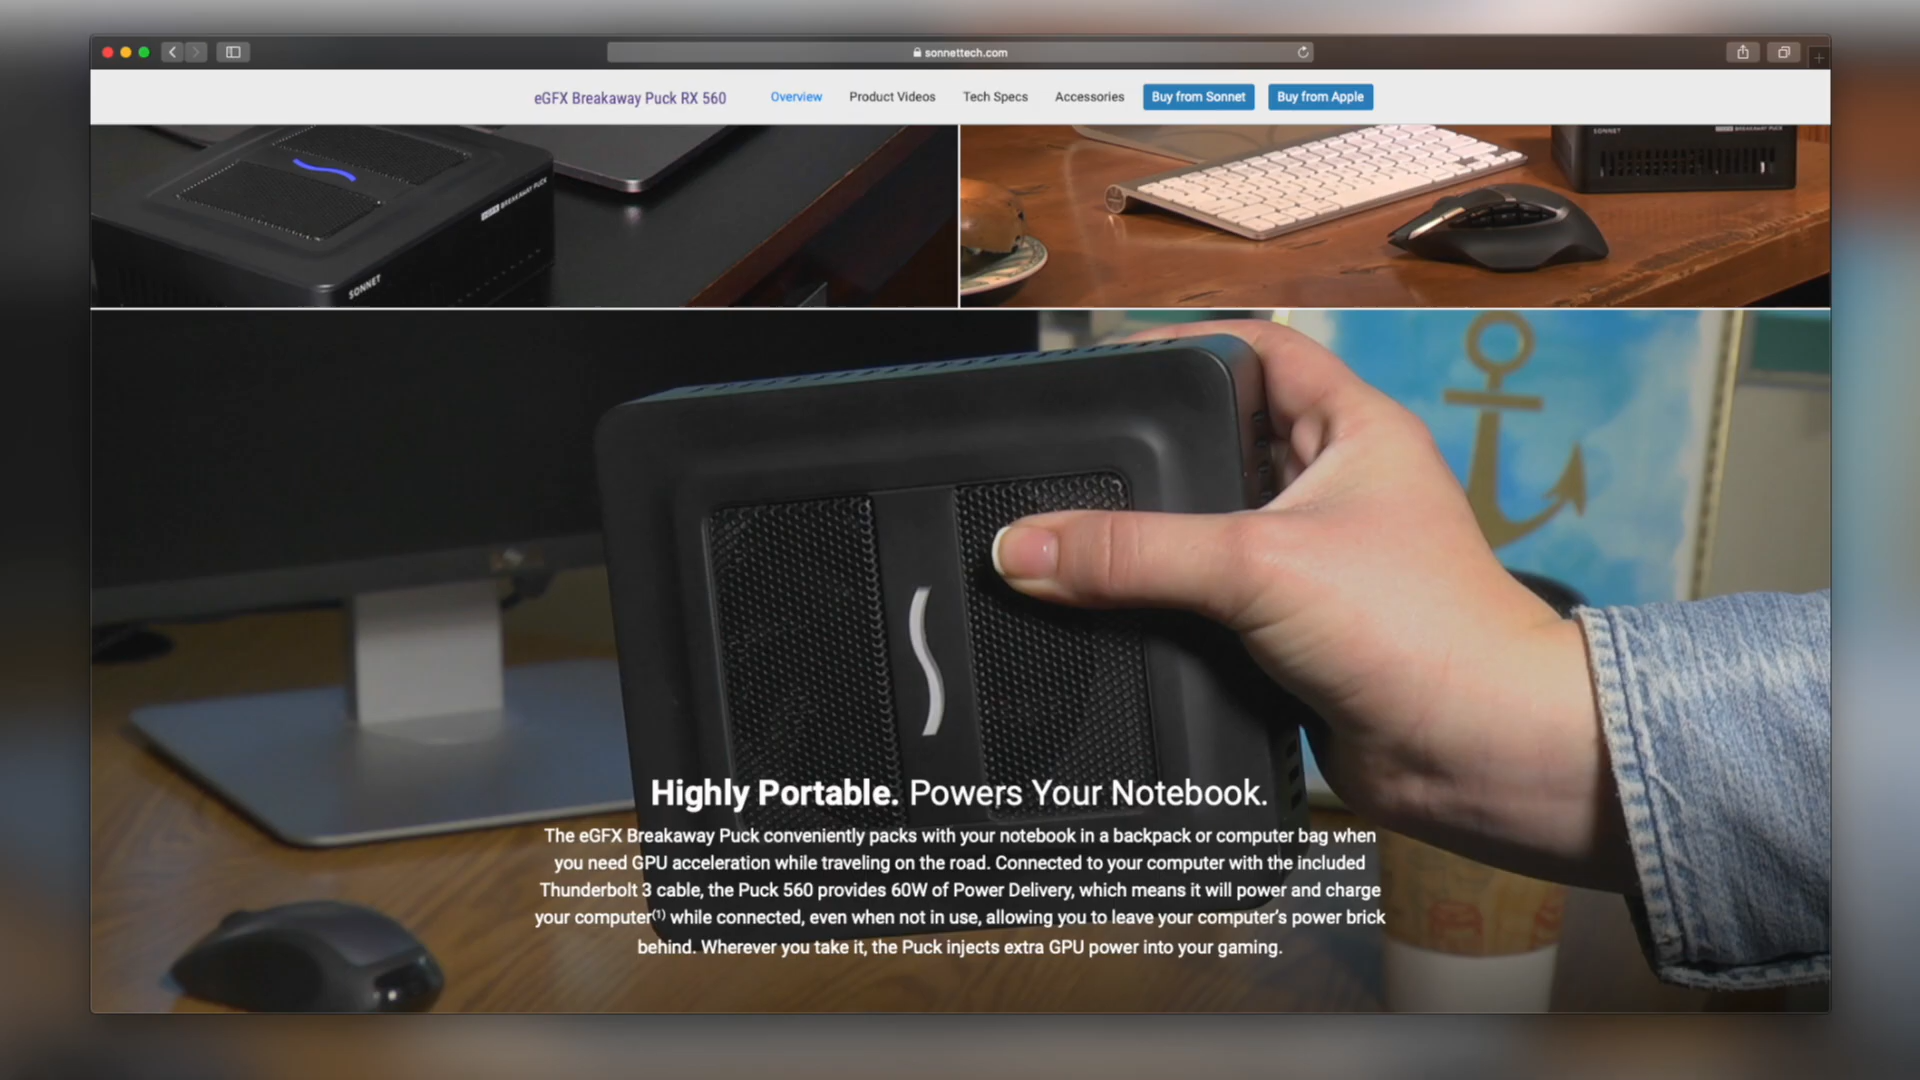 sonnettech.com
eGFX Breakaway Puck RX 560
Overview
Product Videos
Tech Specs
Accessories
Buy from Sonnet
Buy from Apple
BREAKAWAY PUCK
SONNET
SONNET
BREAKAWAY PUCK
Highly Portable. Powers Your Notebook.
The eGFX Breakaway Puck conveniently packs with your notebook in a backpack or computer bag when
you need GPU acceleration while traveling on the road. Connected to your computer with the included
Thunderbolt 3 cable, the Puck 560 provides 60W of Power Delivery, which means it will power and charge
your computer(1) while connected, even when not in use, allowing you to leave your computer’s power brick
behind. Wherever you take it, the Puck injects extra GPU power into your gaming.